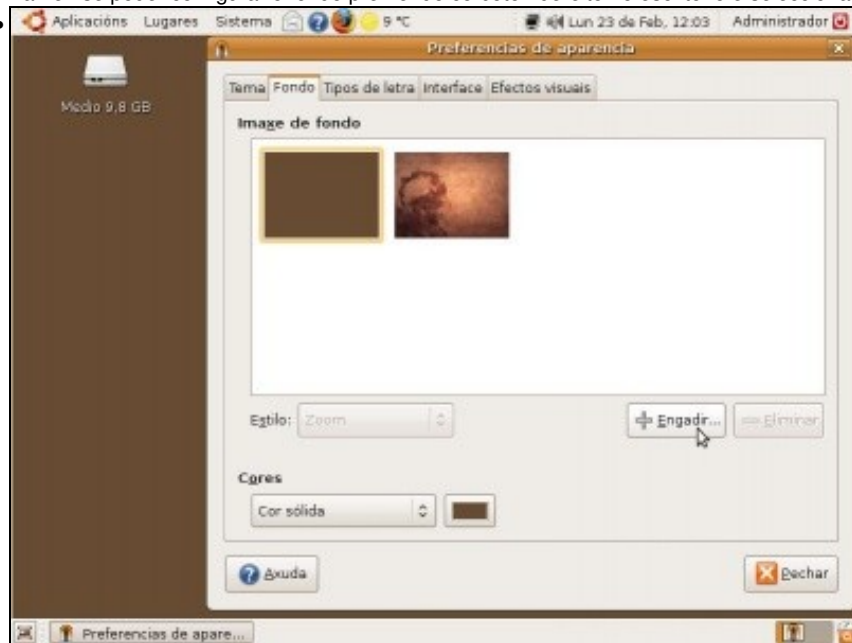 Aplicacións Lugares Sistema 9 °C Lun 23 de Feb, 12:03 Administrador
Preferencias de aparencia
Medio 9,8 GB
Tema Fondo Tipos de letra Interface Efectos visuais
Imaxe de fondo
Estilo: Zoom Engadir... Eliminar
Cores
Cor sólida
Axuda Pechar
Preferencias de apare...